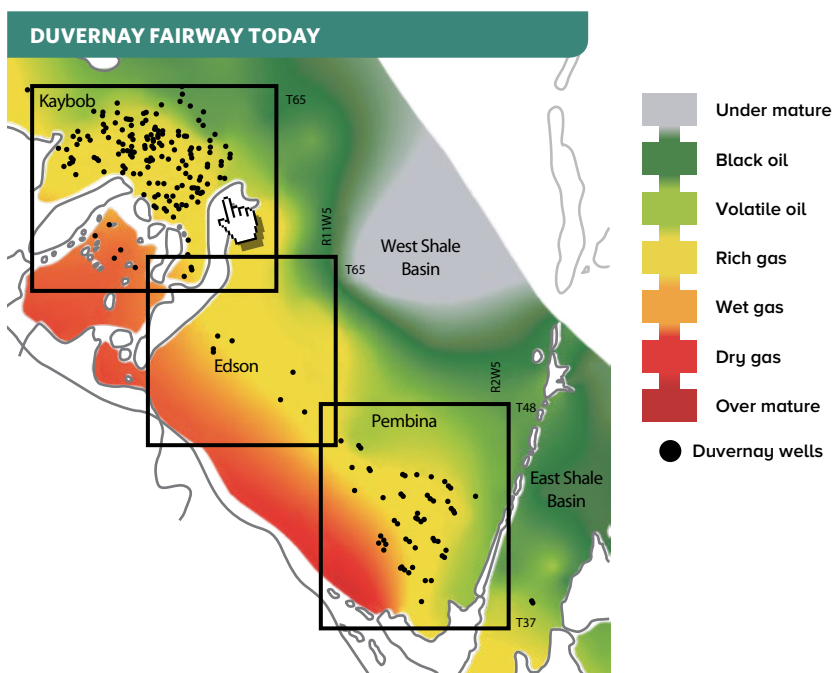 DUVERNAY FAIRWAY TODAY
Kaybob
T65
R11W5
West Shale
Basin
T65
Edson
R2W5
T48
Pembina
East Shale
Basin
T37
Under mature
Black oil
Volatile oil
Rich gas
Wet gas
Dry gas
Over mature
Duvernay wells